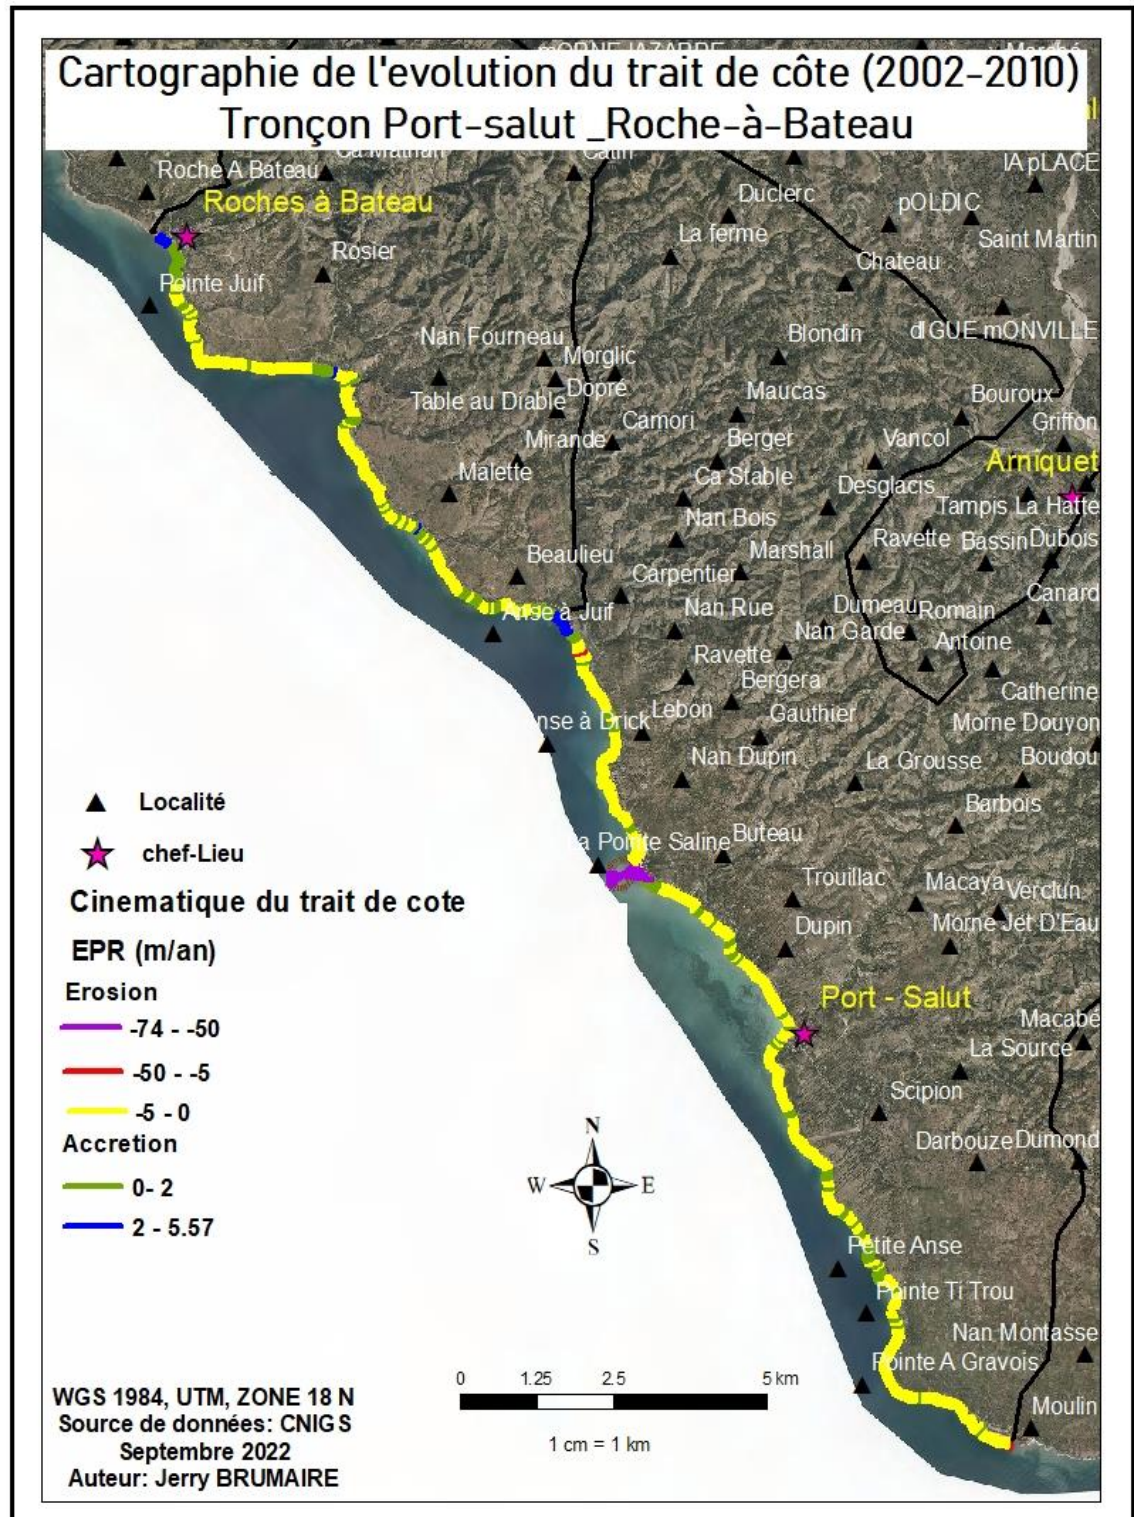 Cartographie de l'evolution du trait de côte (2002-2010)
Tronçon Port-salut _Roche-à-Bateau
lA pLACE
Roche A Bateau
Roches à Bateau
Duclerc
pOLDIC
La ferme
Saint Martin
Rosier
Chateau
Pointe Juif
Nan Fourneau
Morglic
Blondin
dIGUE mONVILLE
Table au Diable
Dopré
Maucas
Bouroux
Mirande
Camori
Berger
Vancol
Griffon
Malette
Ca Stable
Desglacis
Arniquet
Nan Bois
Tampis La Hatte
Beaulieu
Carpentier
Marshall
Ravette
Bassin
Dubois
Anse à Juif
Nan Rue
Dumeau
Romain
Canard
Nan Garde
Antoine
Ravette
Bergera
Catherine
nse à Drick
Lebon
Gauthier
Morne Douyon
Nan Dupin
La Grousse
Boudou
Barbois
a Pointe Saline
Buteau
Trouillac
Macaya
Verclun
Dupin
Morne Jet D'Eau
Port - Salut
Macabé
La Source
Scipion
Darbouze
Dumond
Petite Anse
Pointe Ti Trou
Nan Montasse
Pointe A Gravois
Moulin
Localité
chef-Lieu
Cinematique du trait de cote
EPR (m/an)
Erosion
-74 - -50
-50 - -5
-5 - 0
Accretion
0- 2
2 - 5.57
N
W
E
S
0 1.25 2.5 5 km
1 cm = 1 km
WGS 1984, UTM, ZONE 18 N
Source de données: CNIGS
Septembre 2022
Auteur: Jerry BRUMAIRE